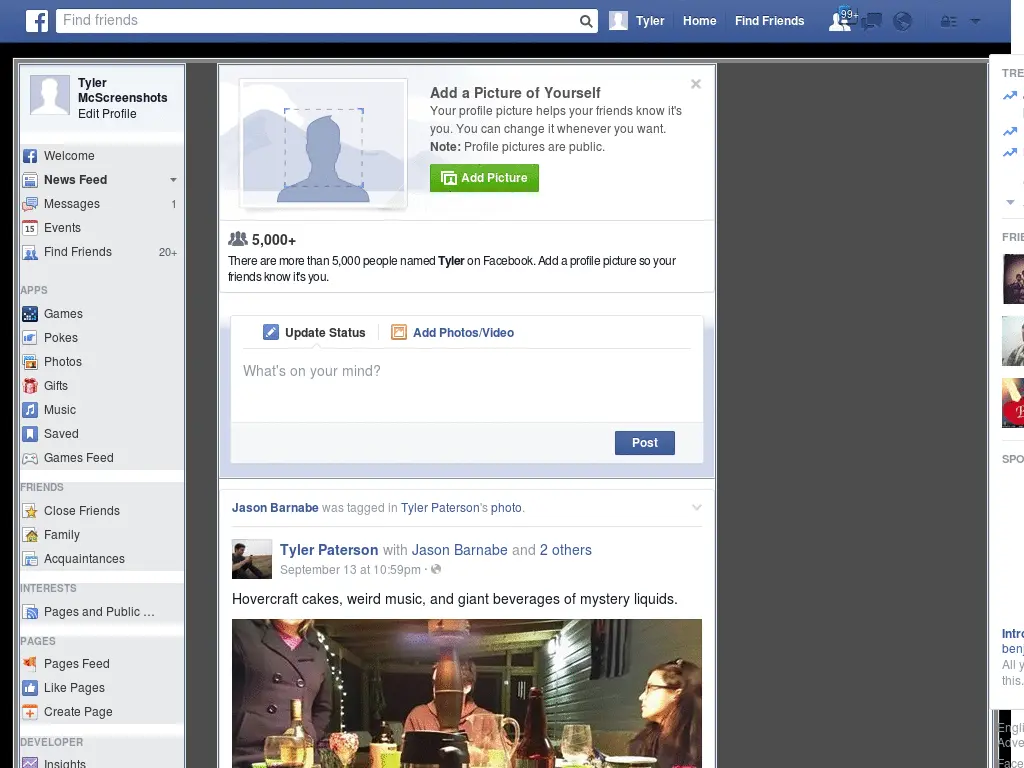 Find friends
Tyler
Home
Find Friends
99+
Tyler
McScreenshots
Edit Profile
Welcome
News Feed
Messages 1
Events
Find Friends 20+
APPS
Games
Pokes
Photos
Gifts
Music
Saved
Games Feed
FRIENDS
Close Friends
Family
Acquaintances
INTERESTS
Pages and Public ...
PAGES
Pages Feed
Like Pages
Create Page
DEVELOPER
Insights
Add a Picture of Yourself
Your profile picture helps your friends know it's
you. You can change it whenever you want.
Note: Profile pictures are public.
Add Picture
5,000+
There are more than 5,000 people named Tyler on Facebook. Add a profile picture so your
friends know it's you.
Update Status
Add Photos/Video
What's on your mind?
Post
Jason Barnabe was tagged in Tyler Paterson's photo.
Tyler Paterson with Jason Barnabe and 2 others
September 13 at 10:59pm ·
Hovercraft cakes, weird music, and giant beverages of mystery liquids.
TRE
FRIE
SPO
Intro
benj
All y
this.
Engli
Adve
Face